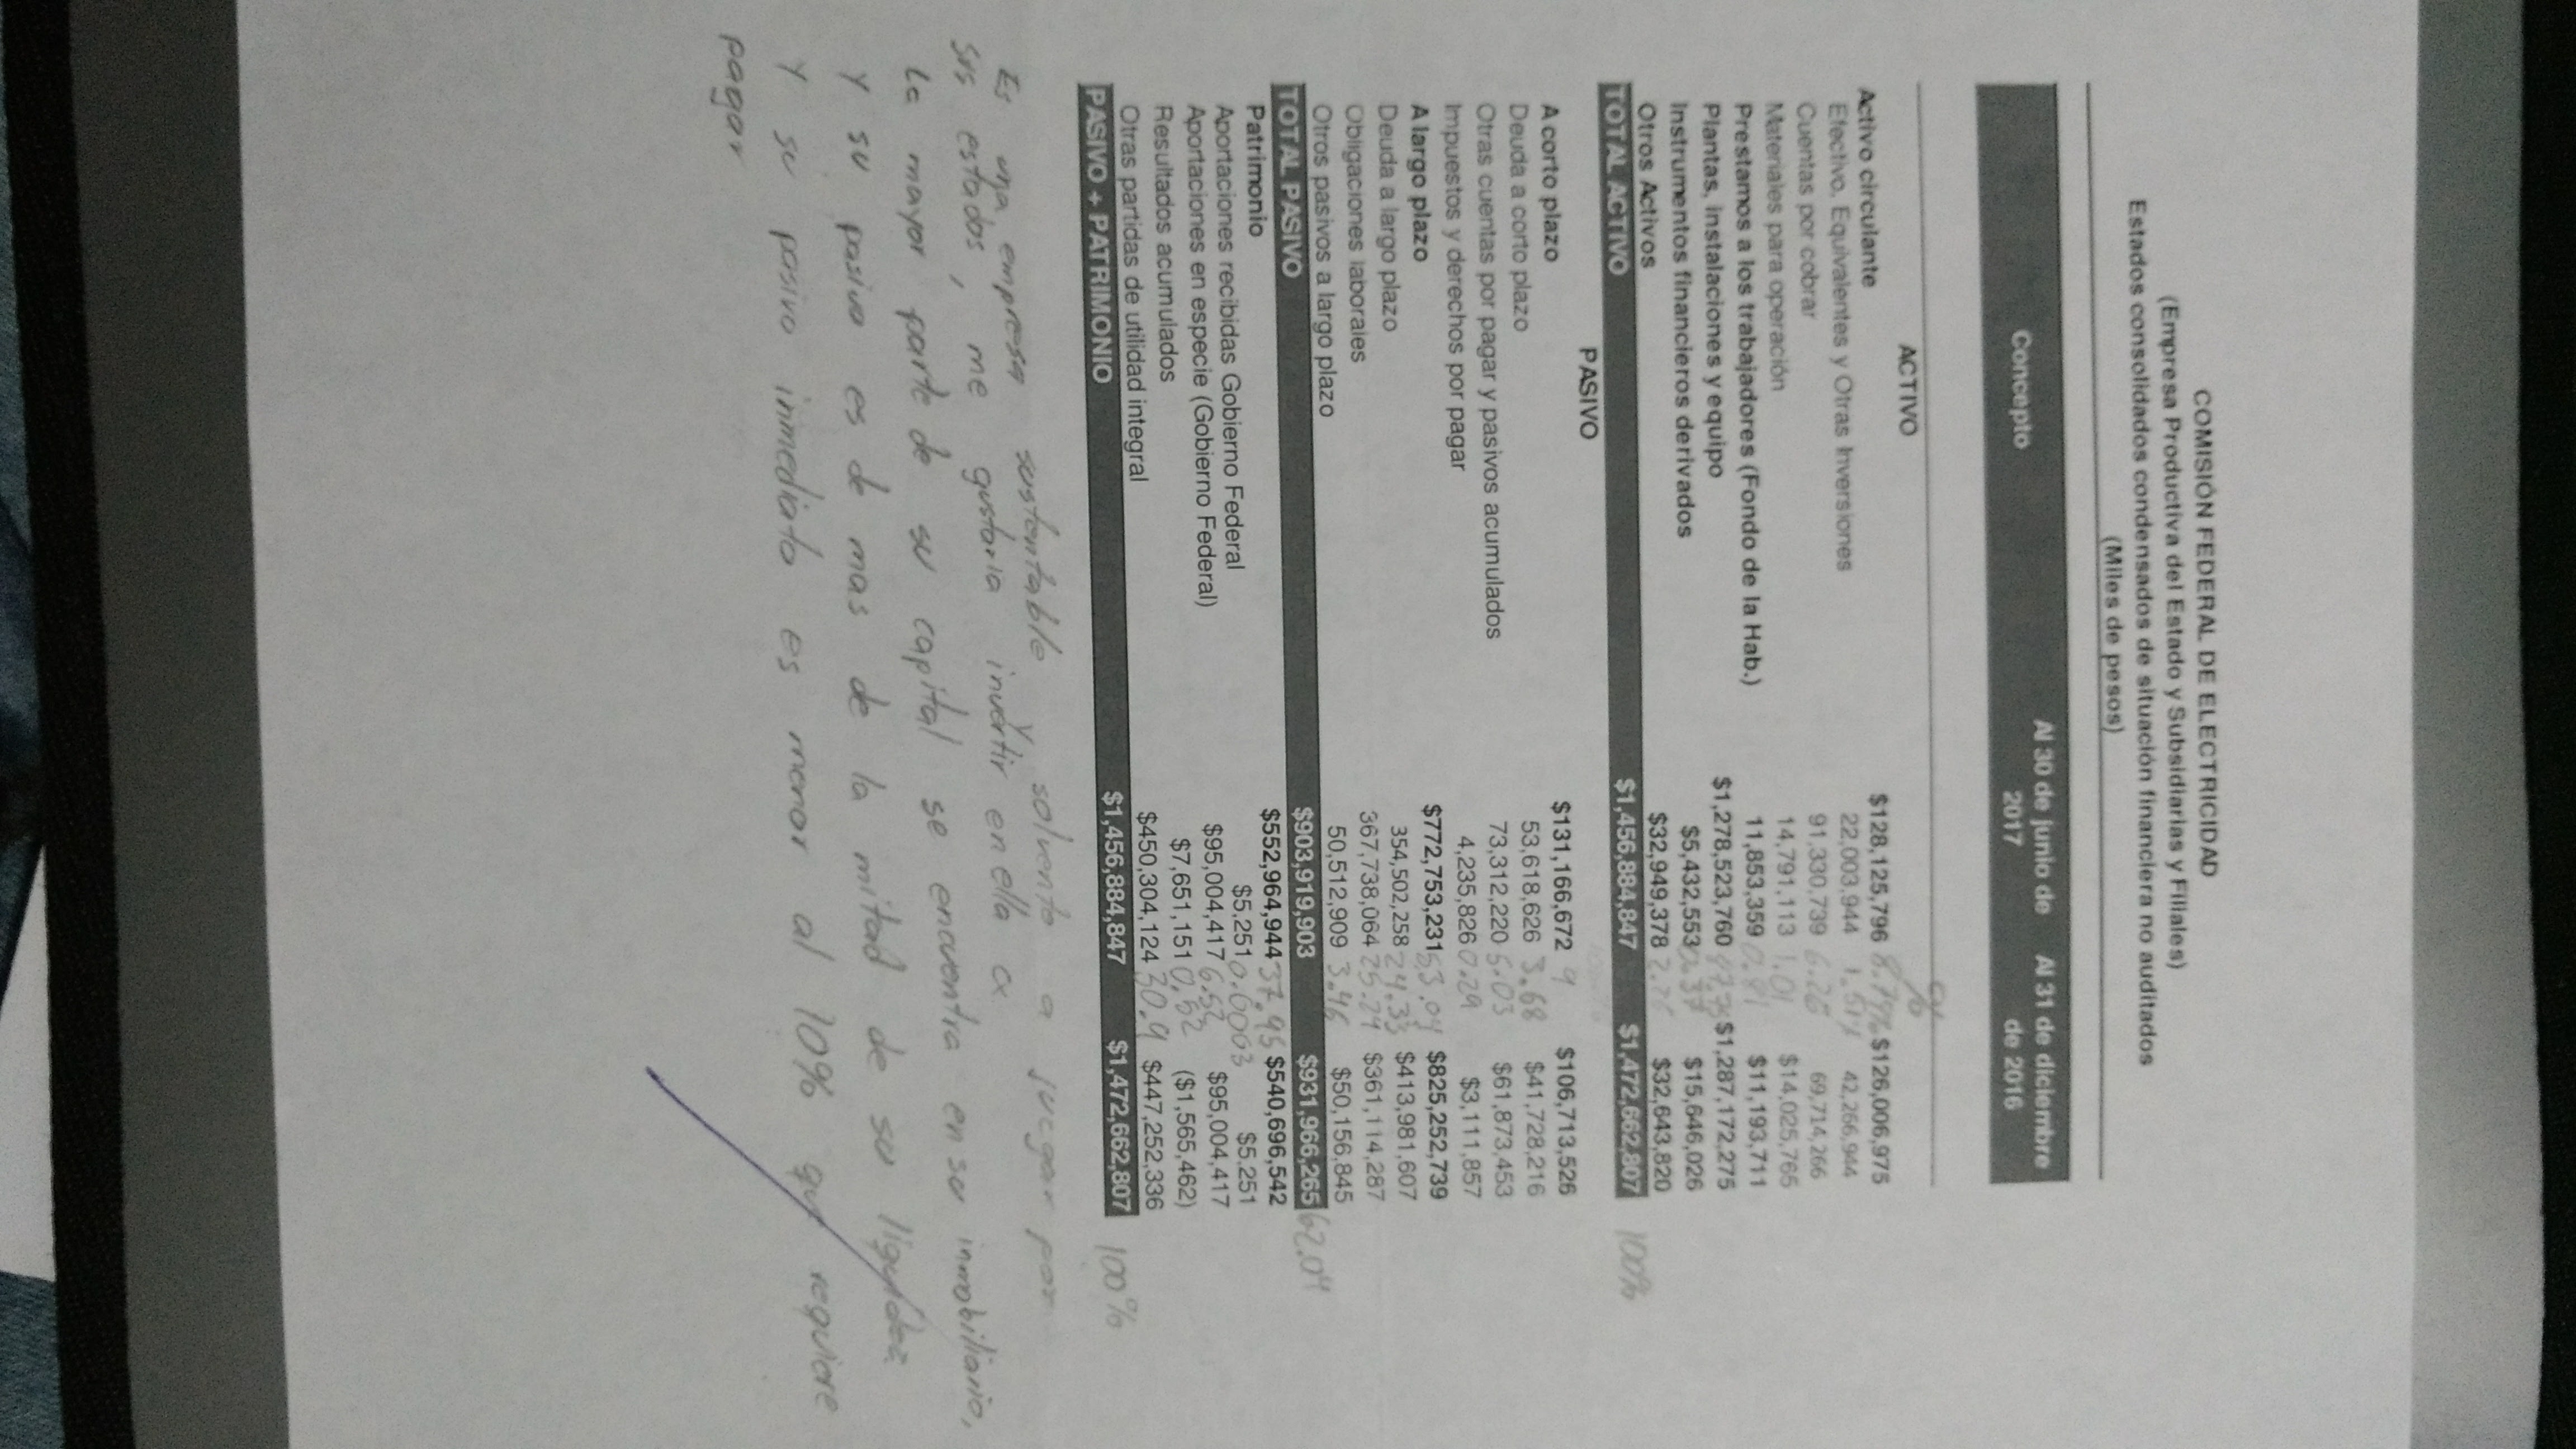 COMISIÓN FEDERAL DE ELECTRICIDAD
(Empresa Productiva del Estado y Subsidiarias y Filiales)
Estados consolidados condensados de situación financiera no auditados
(Miles de pesos)
Concepto Al 30 de junio de 2017 Al 31 de diciembre de 2016
%
ACTIVO
Activo circulante $128,125,796 8.79% $126,006,975
Efectivo, Equivalentes y Otras Inversiones 22,003,944 1.51% 42,266,944
Cuentas por cobrar 91,330,739 6.26 69,714,266
Materiales para operación 14,791,113 1.01 $14,025,765
Prestamos a los trabajadores (Fondo de la Hab.) 11,853,359 0.81 $11,193,711
Plantas, instalaciones y equipo $1,278,523,760 $1,287,172,275
Instrumentos financieros derivados $5,432,553 0.37 $15,646,026
Otros Activos $32,949,378 2.26 $32,643,820
TOTAL ACTIVO $1,456,884,847 $1,472,662,807 100%
PASIVO
A corto plazo $131,166,672 9 $106,713,526
Deuda a corto plazo 53,618,626 3.68 $41,728,216
Otras cuentas por pagar y pasivos acumulados 73,312,220 5.03 $61,873,453
Impuestos y derechos por pagar 4,235,826 0.29 $3,111,857
A largo plazo $772,753,231 53.04 $825,252,739
Deuda a largo plazo 354,502,258 24.33 $413,981,607
Obligaciones laborales 367,738,064 25.24 $361,114,287
Otros pasivos a largo plazo 50,512,909 3.46 $50,156,845
TOTAL PASIVO $903,919,903 $931,966,265 62.04
Patrimonio $552,964,944 37.95 $540,696,542
Aportaciones recibidas Gobierno Federal $5,251 0.0003 $5,251
Aportaciones en especie (Gobierno Federal) $95,004,417 6.52 $95,004,417
Resultados acumulados $7,651,151 0.52 ($1,565,462)
Otras partidas de utilidad integral $450,304,124 30.9 $447,252,336
PASIVO + PATRIMONIO $1,456,884,847 $1,472,662,807 100%
Es una empresa sustentable y solvente a jusgar por
sus estados, me gustaria invertir en ella
La mayor parte de su capital se encuentra en su inmobiliario,
Y su pasivo es de mas de la mitad de su liquidez
Y su pasivo inmediato es menor al 10% que requiere
pagar